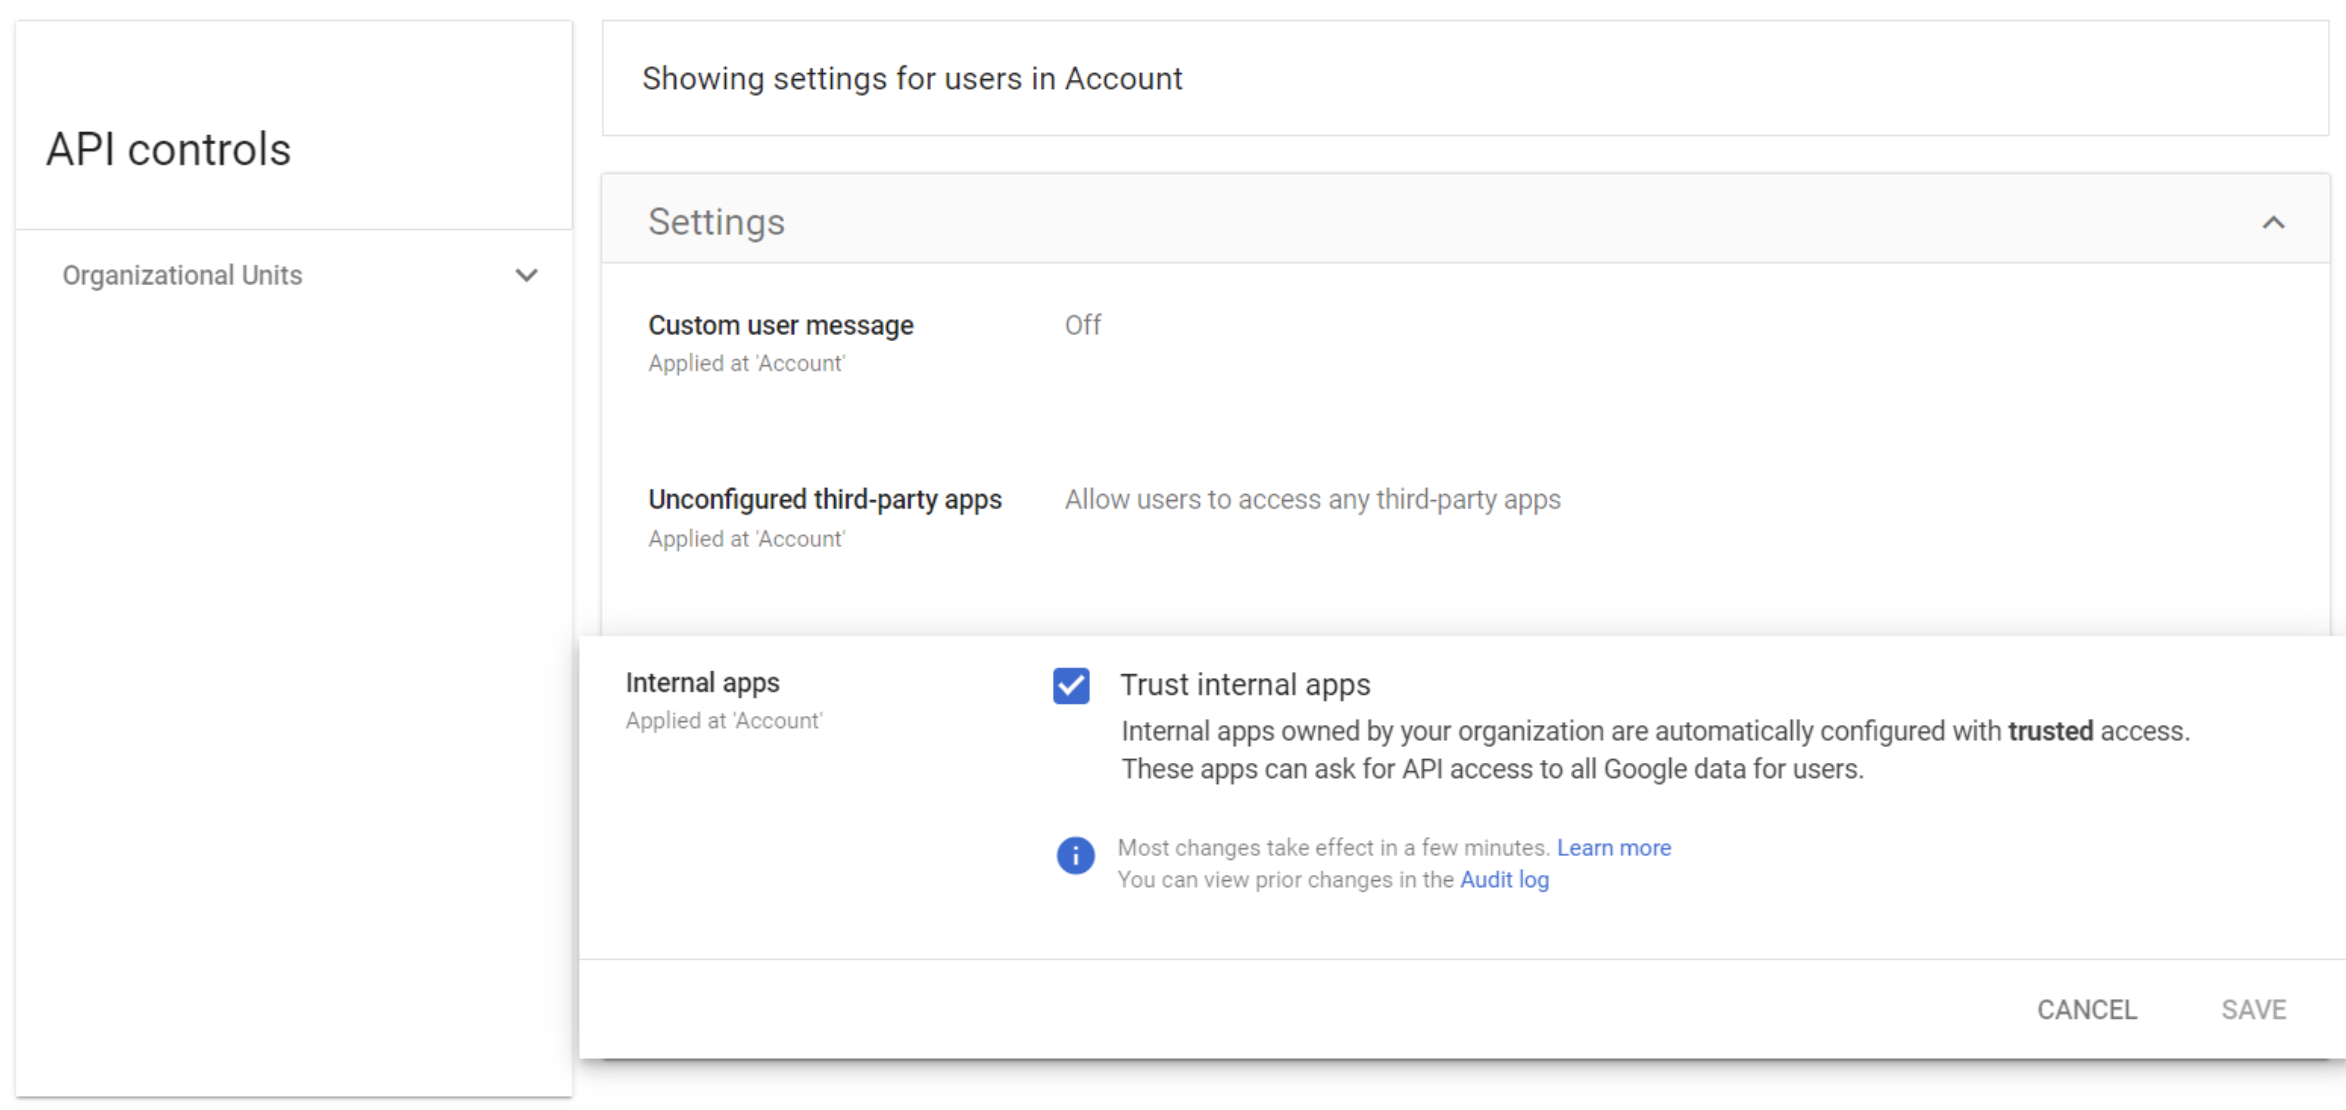 API controls
Organizational Units
Showing settings for users in Account
Settings
Custom user message
Applied at 'Account'
Off
Unconfigured third-party apps
Applied at 'Account'
Allow users to access any third-party apps
Internal apps
Applied at 'Account'
Trust internal apps
Internal apps owned by your organization are automatically configured with trusted access.
These apps can ask for API access to all Google data for users.
Most changes take effect in a few minutes. Learn more
You can view prior changes in the Audit log
CANCEL
SAVE